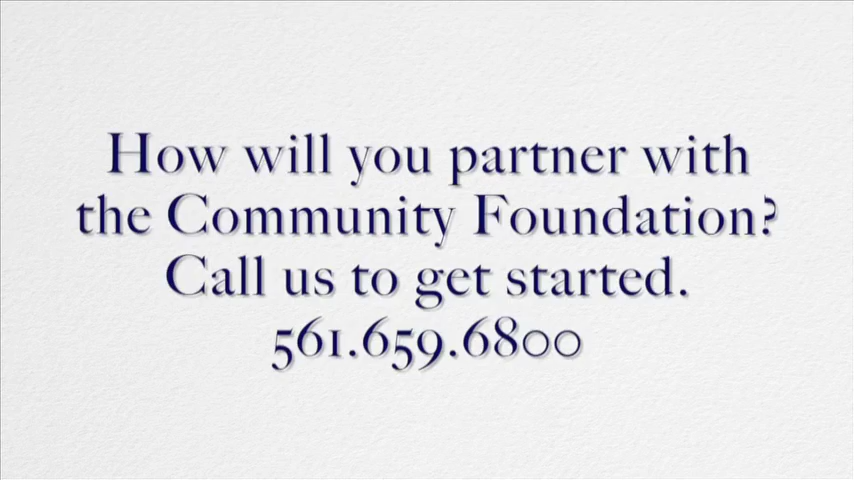 How will you partner with
the Community Foundation?
Call us to get started.
561.659.6800